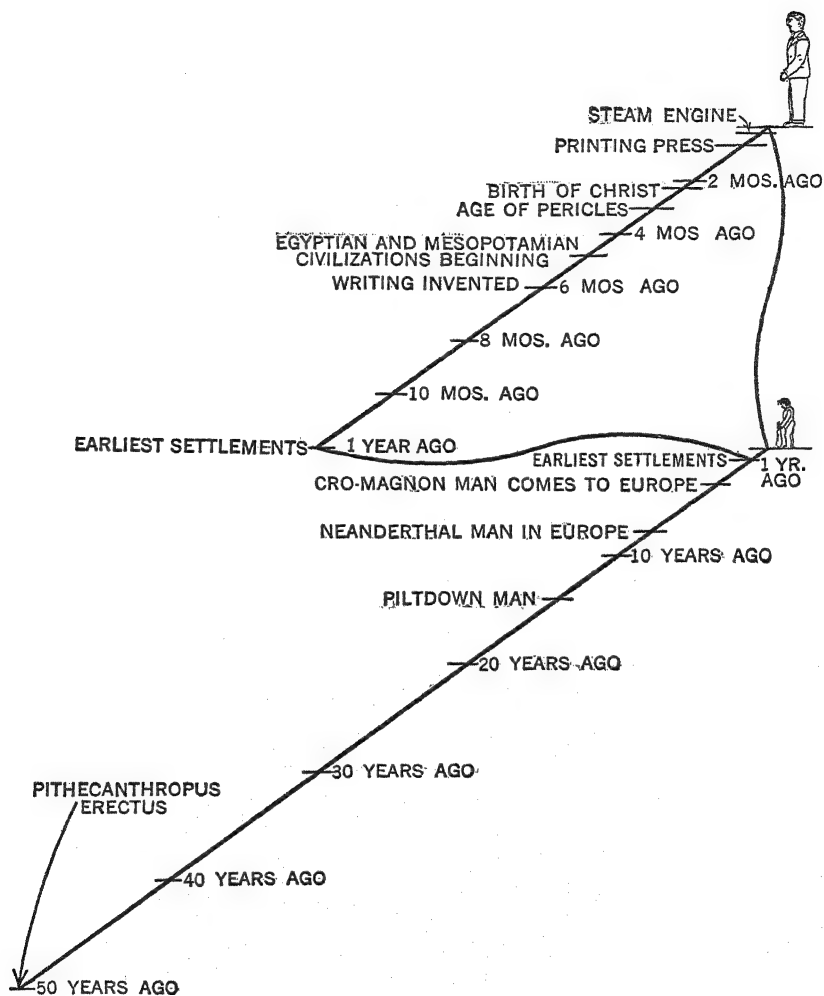 STEAM ENGINE
PRINTING PRESS
2 MOS. AGO
BIRTH OF CHRIST
AGE OF PERICLES
4 MOS AGO
EGYPTIAN AND MESOPOTAMIAN
CIVILIZATIONS BEGINNING
WRITING INVENTED
6 MOS AGO
8 MOS. AGO
10 MOS. AGO
EARLIEST SETTLEMENTS
1 YEAR AGO
EARLIEST SETTLEMENTS
1 YR.
AGO
CRO-MAGNON MAN COMES TO EUROPE
NEANDERTHAL MAN IN EUROPE
10 YEARS AGO
PILTDOWN MAN
20 YEARS AGO
30 YEARS AGO
PITHECANTHROPUS
ERECTUS
40 YEARS AGO
50 YEARS AGO